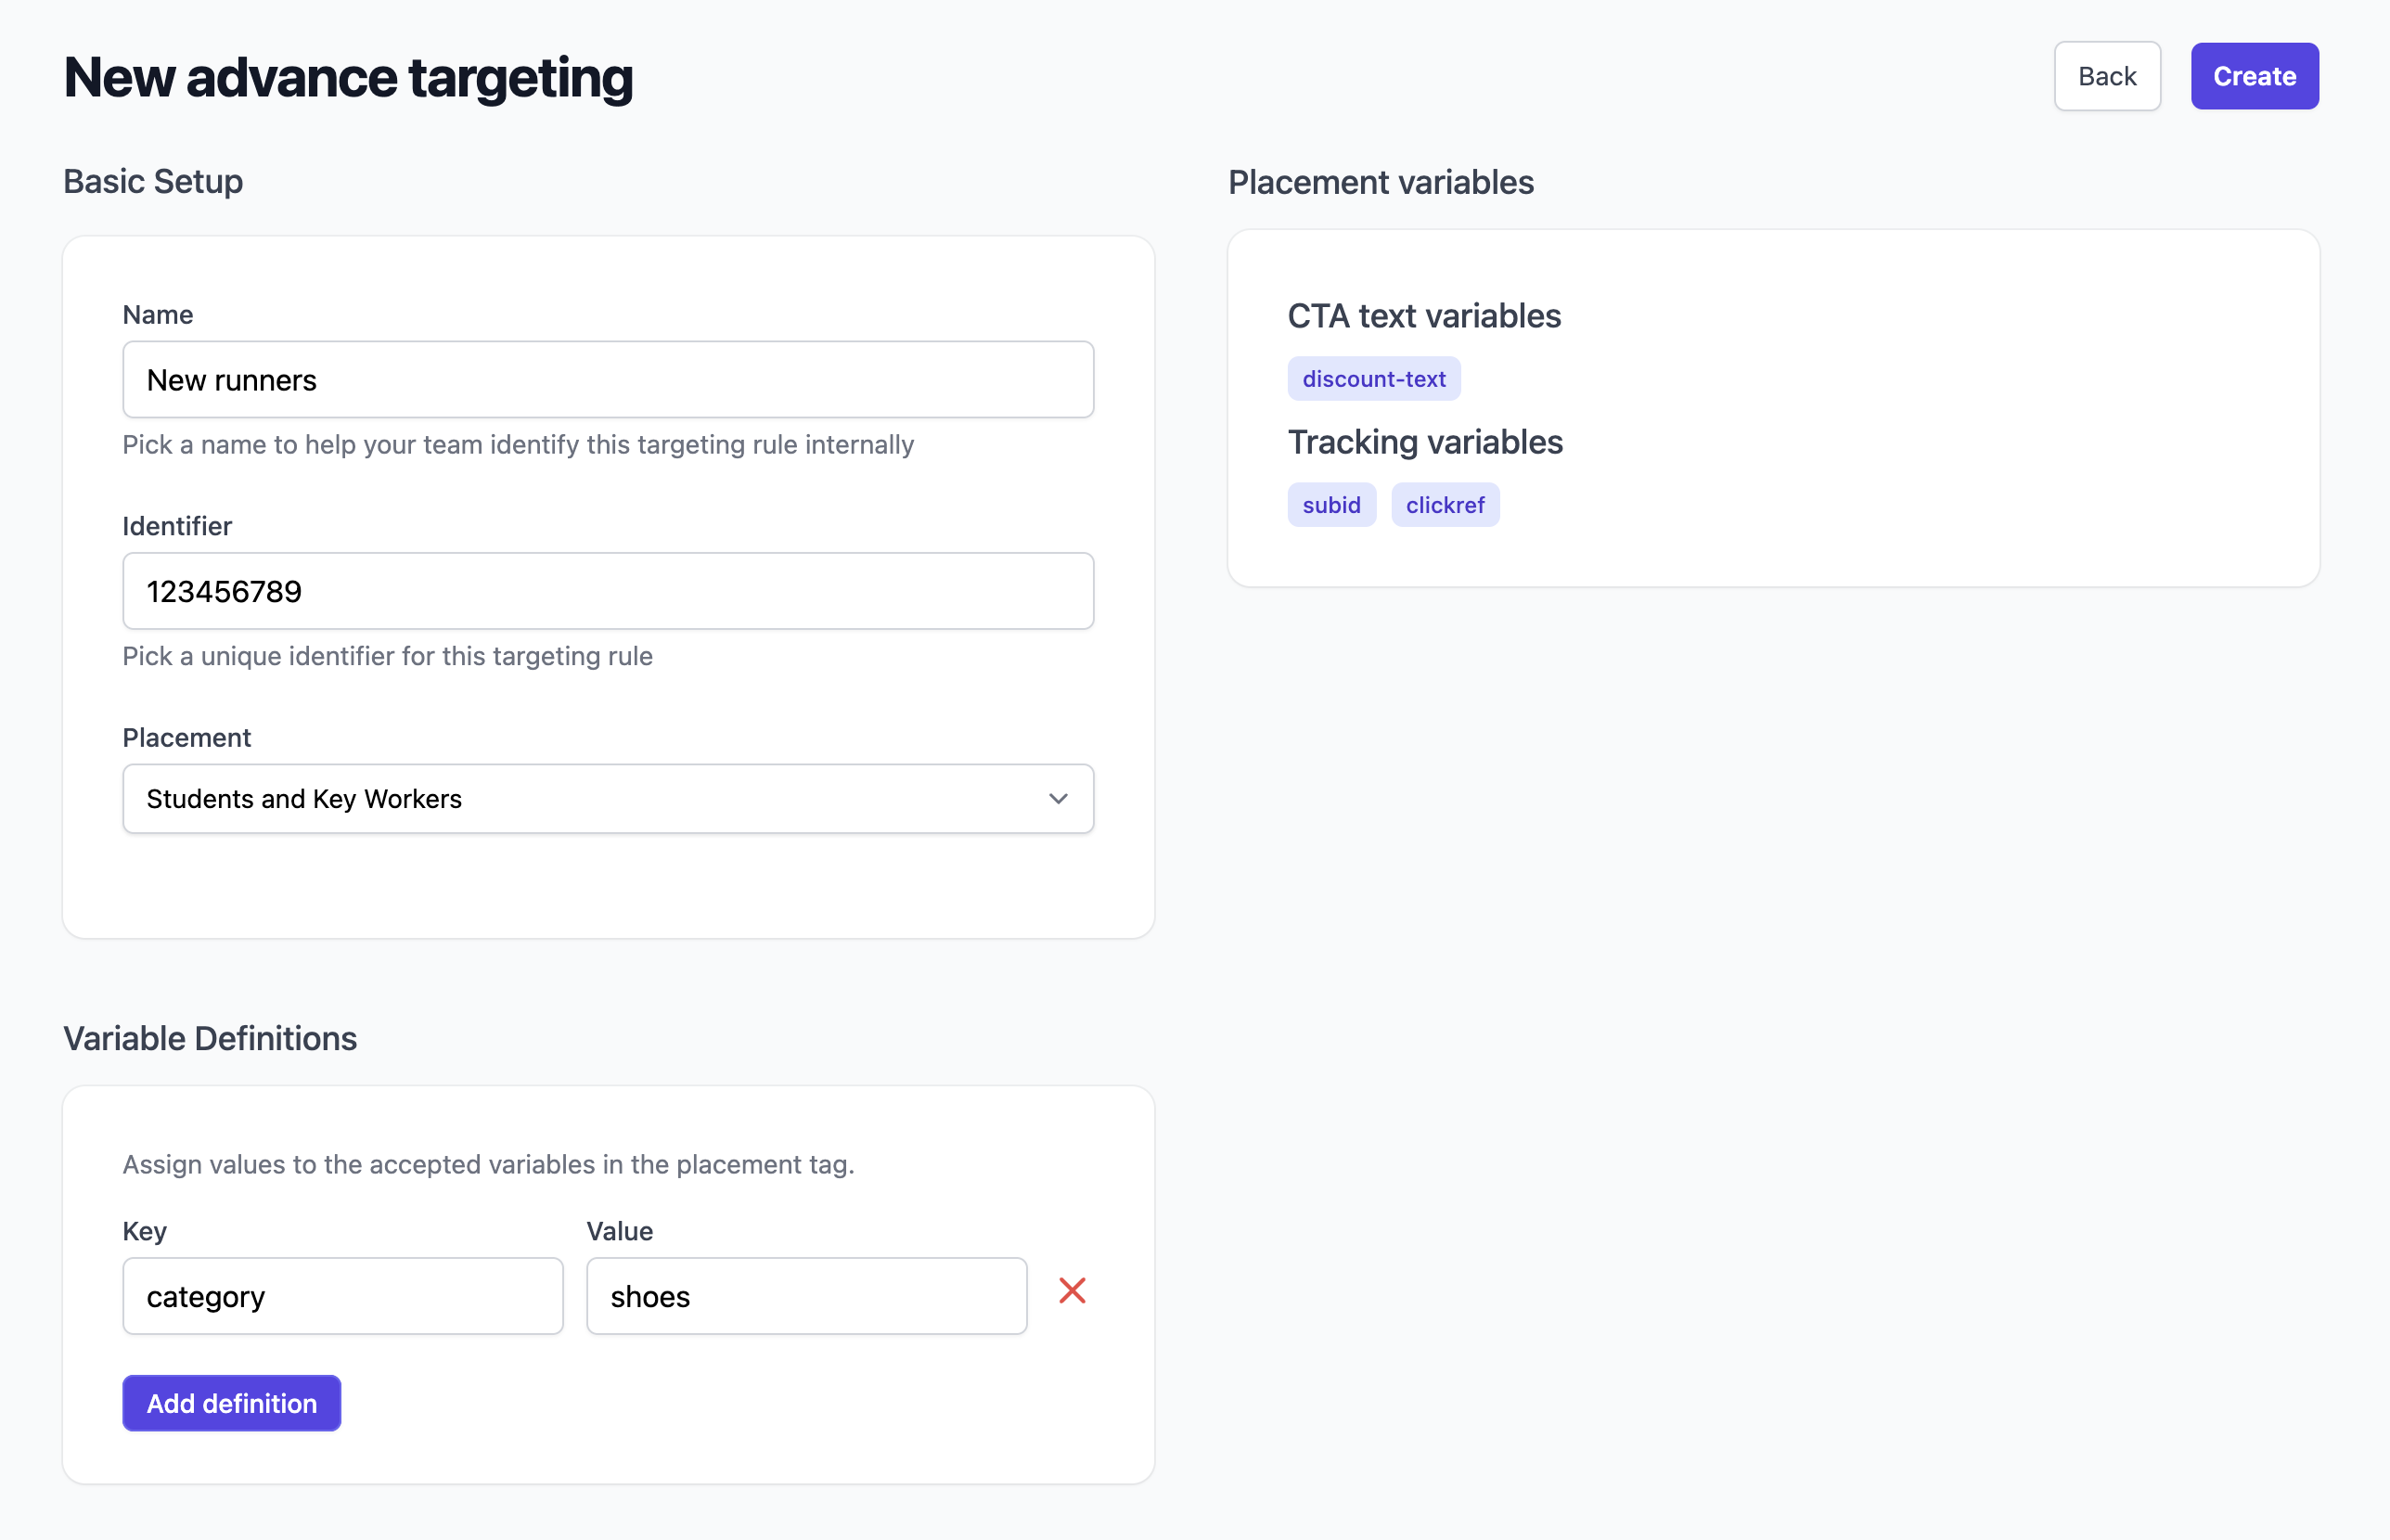 New advance targeting
Back
Create
Basic Setup
Name
New runners
Pick a name to help your team identify this targeting rule internally
Identifier
123456789
Pick a unique identifier for this targeting rule
Placement
Students and Key Workers
Placement variables
CTA text variables
discount-text
Tracking variables
subid clickref
Variable Definitions
Assign values to the accepted variables in the placement tag.
Key Value
category shoes
Add definition